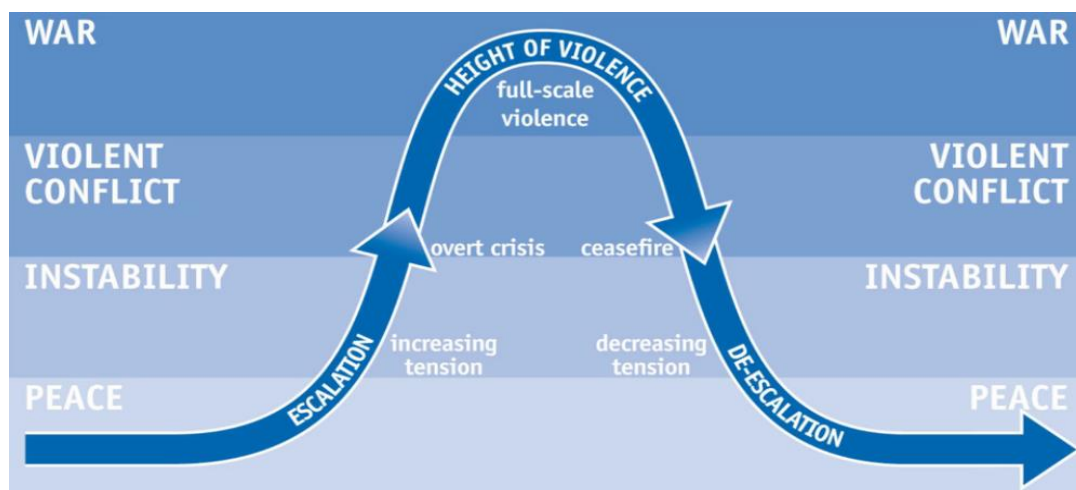 WAR
WAR
HEIGHT OF VIOLENCE
full-scale
violence
VIOLENT
CONFLICT
VIOLENT
CONFLICT
overt crisis
ceasefire
INSTABILITY
INSTABILITY
increasing
tension
decreasing
tension
ESCALATION
DE-ESCALATION
PEACE
PEACE